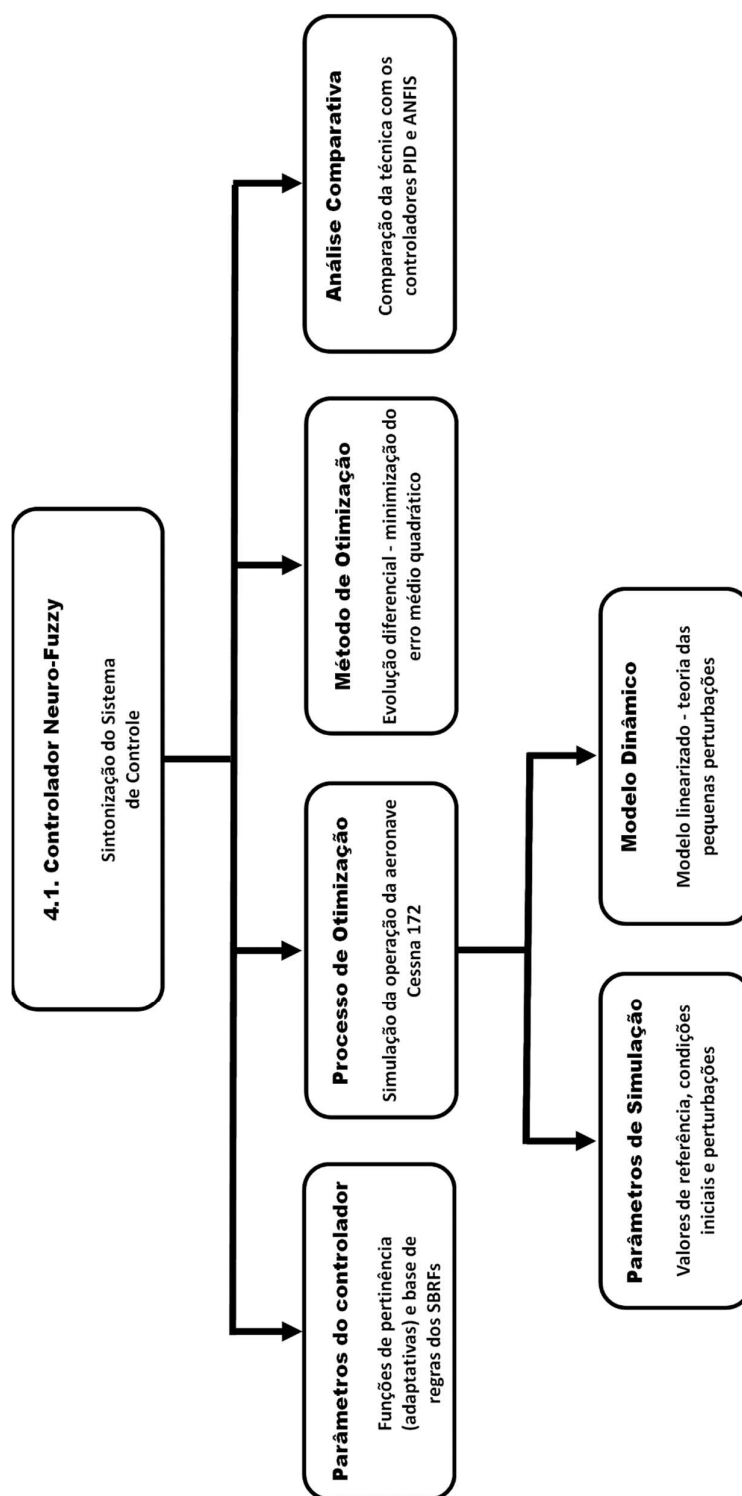 4.1. Controlador Neuro-Fuzzy
Sintonização do Sistema
de Controle
Parâmetros do controlador
Funções de pertinência
(adaptativas) e base de
regras dos SBRFs
Processo de Otimização
Simulação da operação da aeronave
Cessna 172
Método de Otimização
Evolução diferencial - minimização do
erro médio quadrático
Análise Comparativa
Comparação da técnica com os
controladores PID e ANFIS
Parâmetros de Simulação
Valores de referência, condições
iniciais e perturbações
Modelo Dinâmico
Modelo linearizado - teoria das
pequenas perturbações